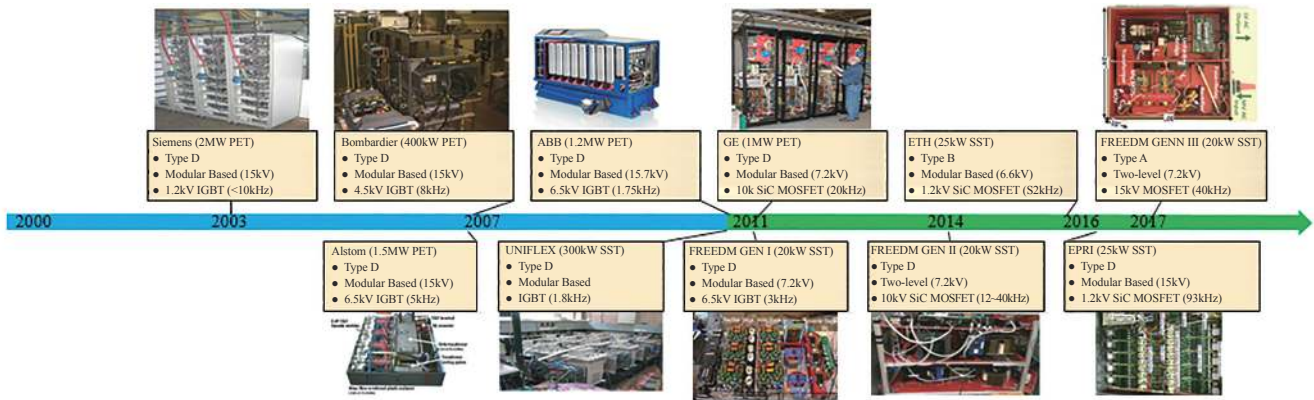 Siemens (2MW PET)
● Type D
● Modular Based (15kV)
● 1.2kV IGBT (<10kHz)
Bombardier (400kW PET)
● Type D
● Modular Based (15kV)
● 4.5kV IGBT (8kHz)
ABB (1.2MW PET)
● Type D
● Modular Based (15.7kV)
● 6.5kV IGBT (1.75kHz)
GE (1MW PET)
● Type D
● Modular Based (7.2kV)
● 10k SiC MOSFET (20kHz)
ETH (25kW SST)
● Type B
● Modular Based (6.6kV)
● 1.2kV SiC MOSFET (S2kHz)
FREEDM GENN III (20kW SST)
● Type A
● Two-level (7.2kV)
● 15kV MOSFET (40kHz)
2000 2003 2007 2011 2014 2016 2017
Alstom (1.5MW PET)
● Type D
● Modular Based (15kV)
● 6.5kV IGBT (5kHz)
UNIFLEX (300kW SST)
● Type D
● Modular Based
● IGBT (1.8kHz)
FREEDM GEN I (20kW SST)
● Type D
● Modular Based (7.2kV)
● 6.5kV IGBT (3kHz)
FREEDM GEN II (20kW SST)
● Type D
● Two-level (7.2kV)
● 10kV SiC MOSFET (12~40kHz)
EPRI (25kW SST)
● Type D
● Modular Based (15kV)
● 1.2kV SiC MOSFET (93kHz)